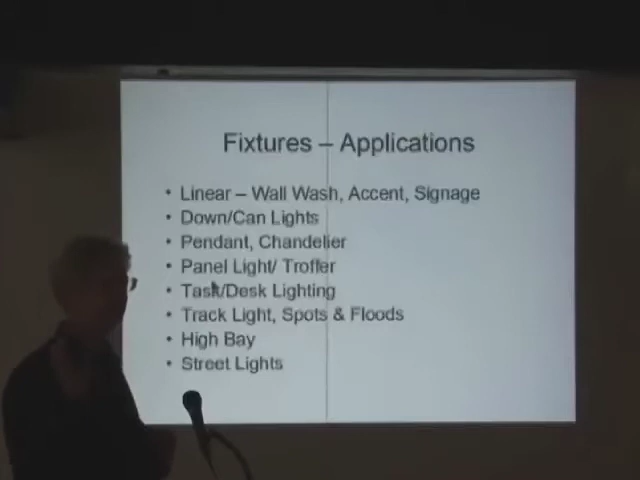 Fixtures – Applications
• Linear – Wall Wash, Accent, Signage
• Down/Can Lights
• Pendant, Chandelier
• Panel Light/ Troffer
• Task/Desk Lighting
• Track Light, Spots & Floods
• High Bay
• Street Lights